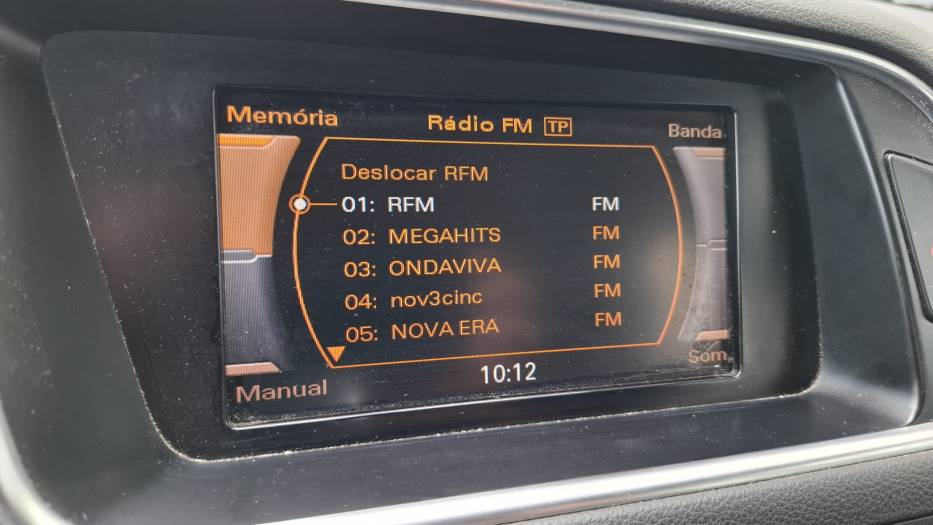 Memória Rádio FM TP Banda
Deslocar RFM
01: RFM FM
02: MEGAHITS FM
03: ONDAVIVA FM
04: nov3cinc FM
05: NOVA ERA FM
Manual 10:12 Som